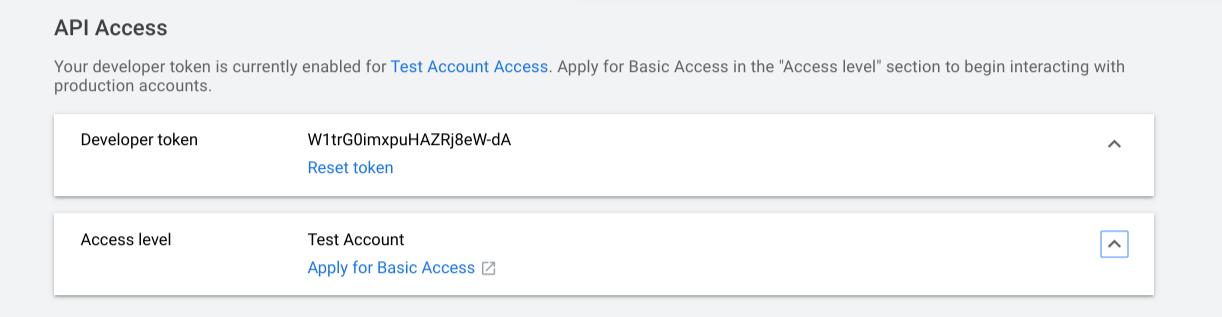 API Access
Your developer token is currently enabled for Test Account Access. Apply for Basic Access in the "Access level" section to begin interacting with
production accounts.
Developer token
W1trG0imxpuHAZRj8eW-dA
Reset token
Access level
Test Account
Apply for Basic Access